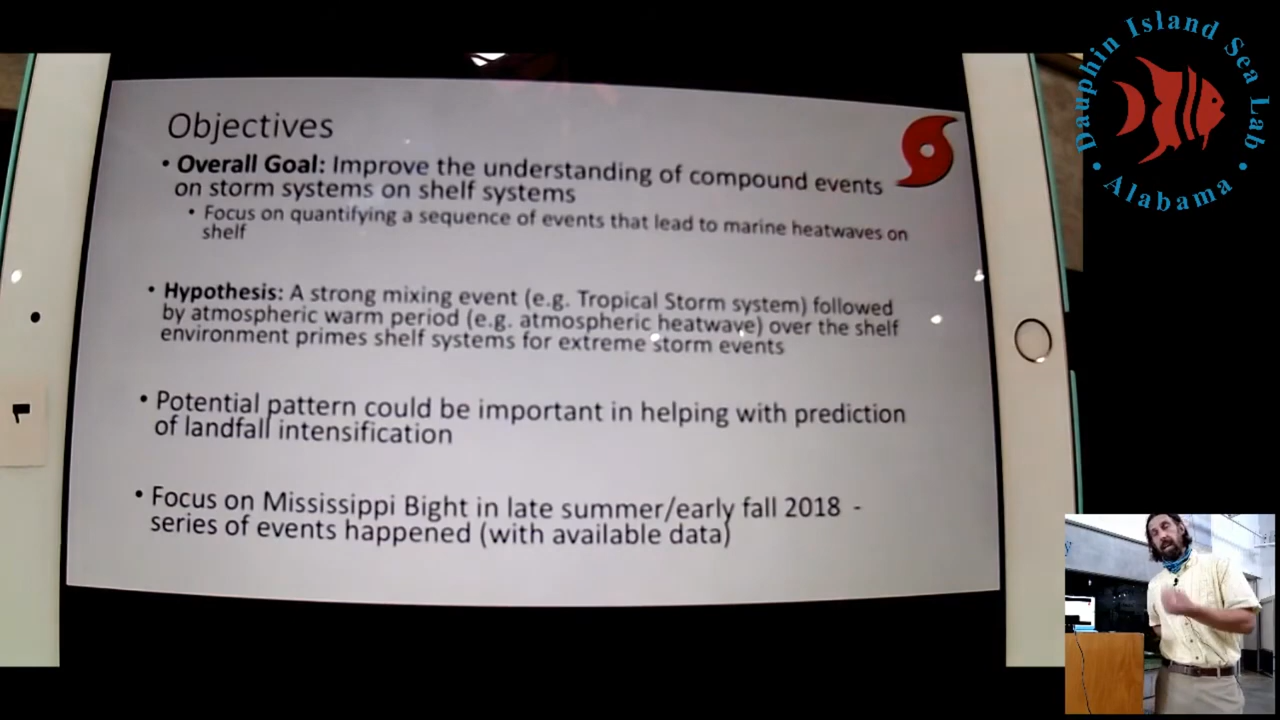 Objectives
• Overall Goal: Improve the understanding of compound events
on storm systems on shelf systems
• Focus on quantifying a sequence of events that lead to marine heatwaves on
shelf
• Hypothesis: A strong mixing event (e.g. Tropical Storm system) followed
by atmospheric warm period (e.g. atmospheric heatwave) over the shelf
environment primes shelf systems for extreme storm events
• Potential pattern could be important in helping with prediction
of landfall intensification
• Focus on Mississippi Bight in late summer/early fall 2018 -
series of events happened (with available data)
Dauphin Island Sea Lab
• Alabama •
y